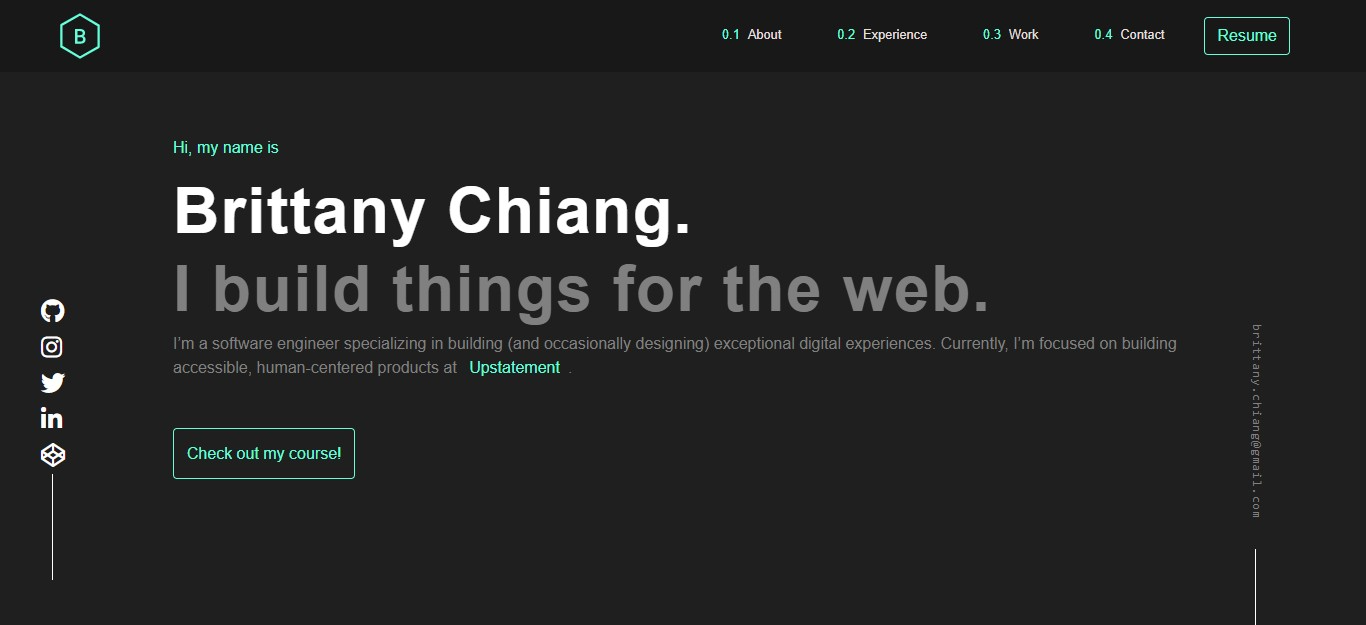 B
0.1 About 0.2 Experience 0.3 Work 0.4 Contact Resume
Hi, my name is
Brittany Chiang.
I build things for the web.
I’m a software engineer specializing in building (and occasionally designing) exceptional digital experiences. Currently, I’m focused on building
accessible, human-centered products at Upstatement .
Check out my course!
in
brittany.chiang@gmail.com